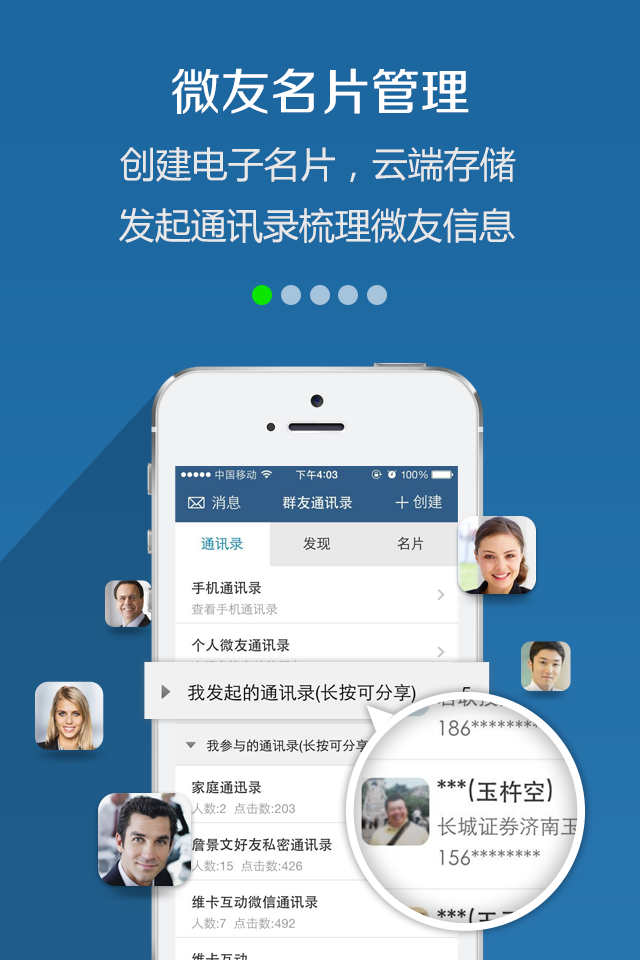 微友名片管理
创建电子名片，云端存储
发起通讯录梳理微友信息
中国移动 下午4:03 100%
消息 群友通讯录 ＋创建
通讯录 发现 名片
手机通讯录
查看手机通讯录
个人微友通讯录
我发起的通讯录(长按可分享)
我参与的通讯录(长按可分享
186********
家庭通迅录
人数:2 点击数:203
***(玉杵空)
长城证券济南玉
156********
詹景文好友私密通讯录
人数:15 点击数:426
维卡互动微信通讯录
人数:7 点击数:492
维卡互动